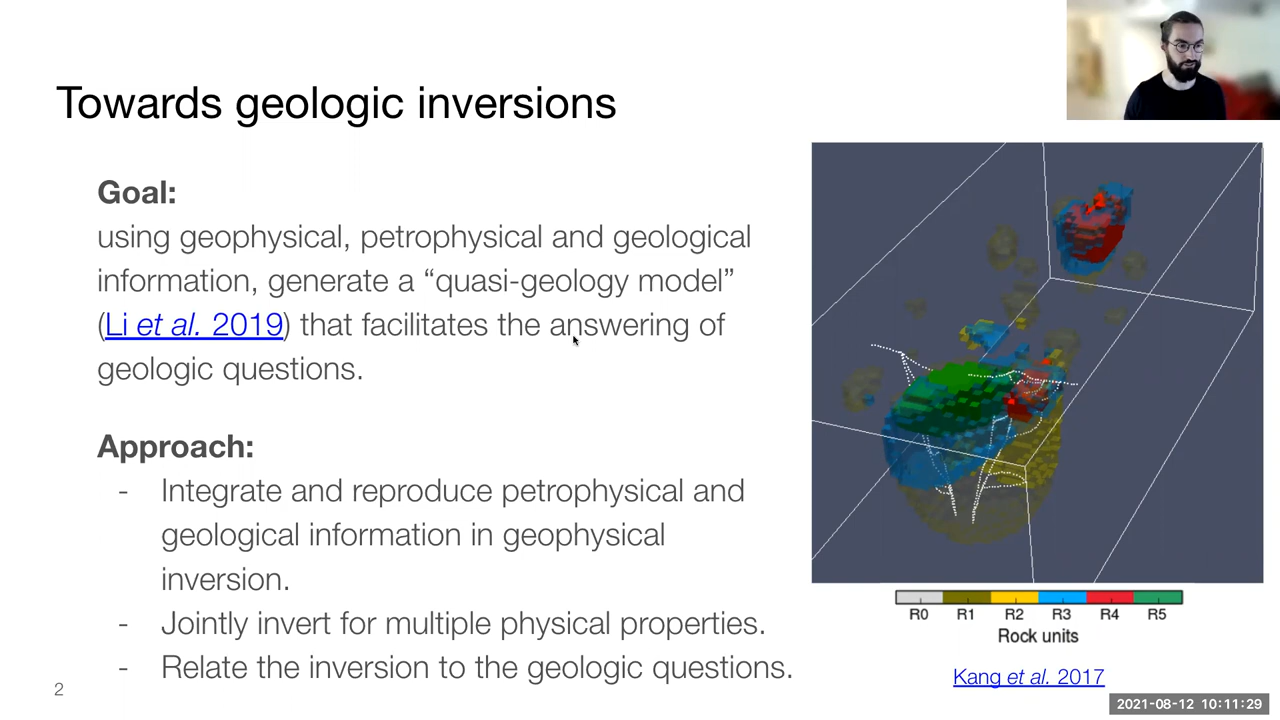 Towards geologic inversions
Goal:
using geophysical, petrophysical and geological
information, generate a “quasi-geology model”
(Li et al. 2019) that facilitates the answering of
geologic questions.
Approach:
- Integrate and reproduce petrophysical and
geological information in geophysical
inversion.
- Jointly invert for multiple physical properties.
- Relate the inversion to the geologic questions.
R0 R1 R2 R3 R4 R5
Rock units
Kang et al. 2017
2
2021-08-12 10:11:29